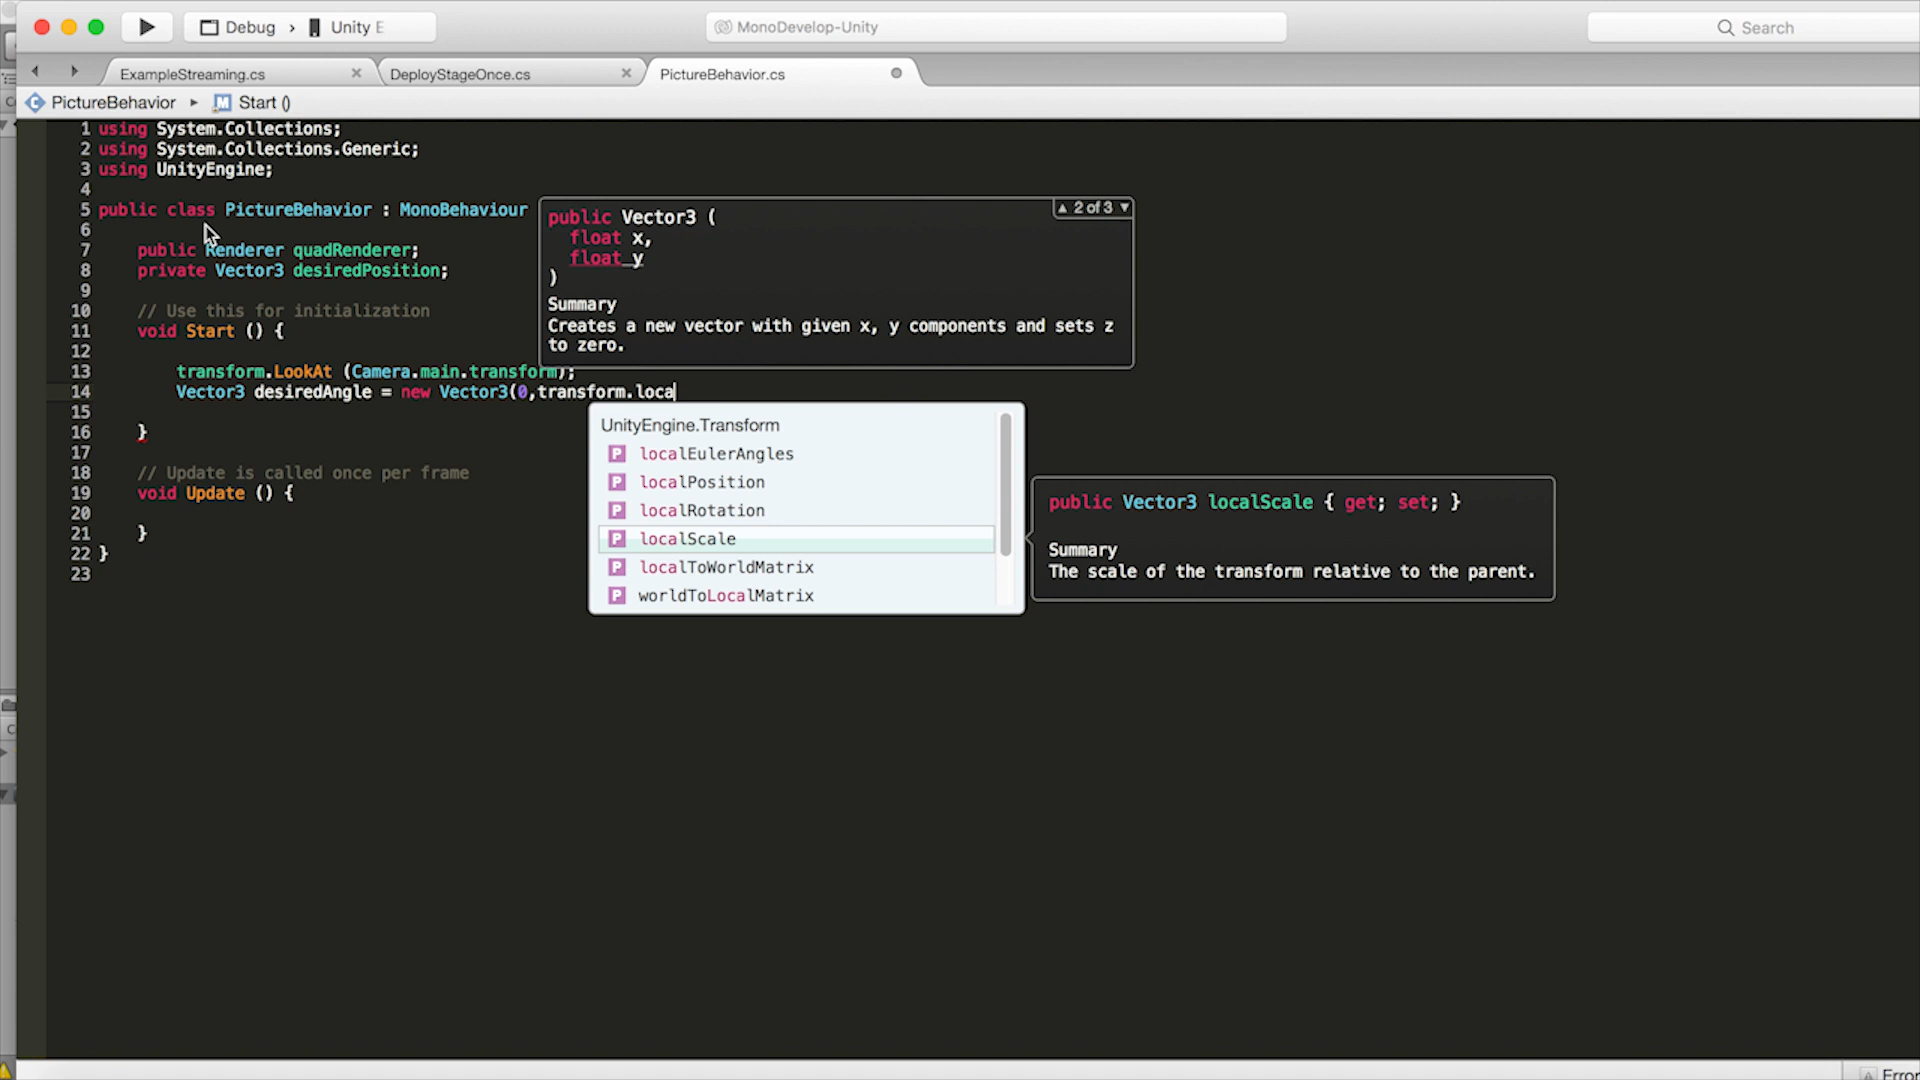 Debug › Unity E
MonoDevelop-Unity
Search
ExampleStreaming.cs
DeployStageOnce.cs
PictureBehavior.cs
PictureBehavior ▸ M Start ()
1 using System.Collections;
2 using System.Collections.Generic;
3 using UnityEngine;
4
5 public class PictureBehavior : MonoBehaviour
6
7 public Renderer quadRenderer;
8 private Vector3 desiredPosition;
9
10 // Use this for initialization
11 void Start () {
12
13 transform.LookAt (Camera.main.transform);
14 Vector3 desiredAngle = new Vector3(0,transform.loca
15
16 }
17
18 // Update is called once per frame
19 void Update () {
20
21 }
22 }
23
▲ 2 of 3 ▼
public Vector3 (
float x,
float y
)
Summary
Creates a new vector with given x, y components and sets z
to zero.
UnityEngine.Transform
P localEulerAngles
P localPosition
P localRotation
P localScale
P localToWorldMatrix
P worldToLocalMatrix
public Vector3 localScale { get; set; }
Summary
The scale of the transform relative to the parent.
Error